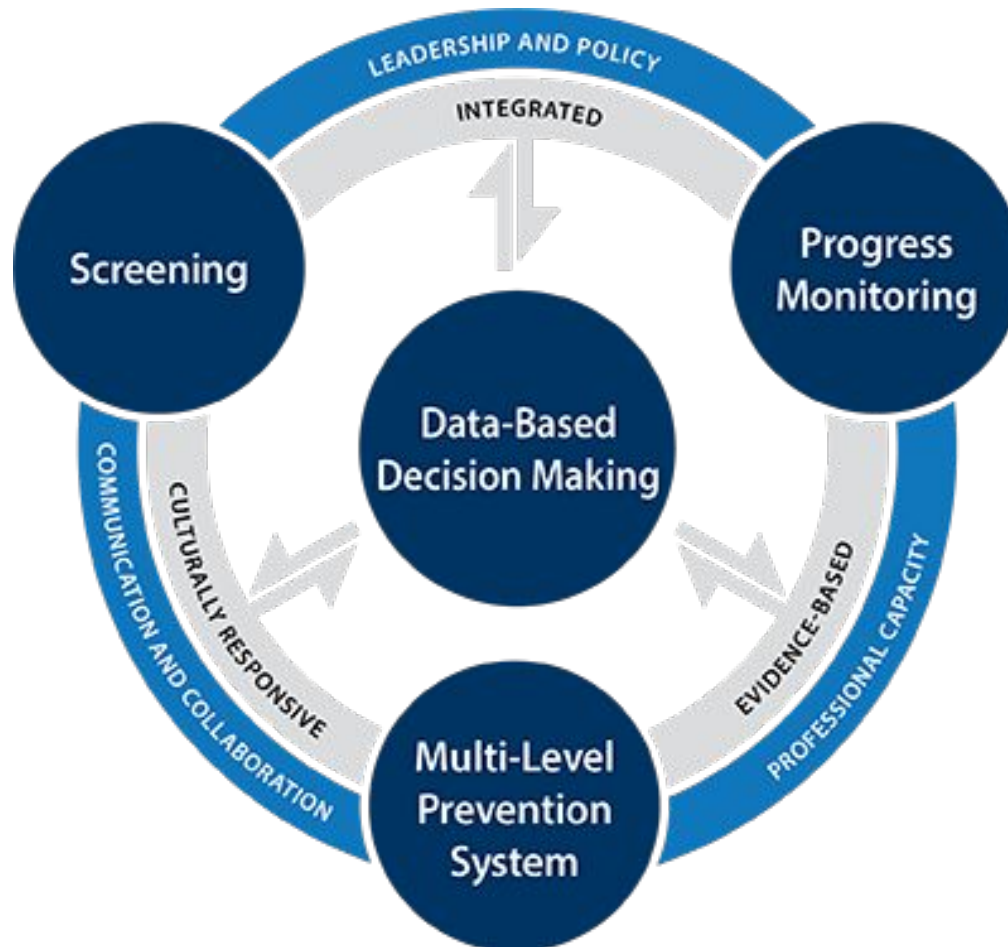 LEADERSHIP AND POLICY
INTEGRATED
Screening
Progress
Monitoring
Data-Based
Decision Making
COMMUNICATION AND COLLABORATION
CULTURALLY RESPONSIVE
EVIDENCE-BASED
PROFESSIONAL CAPACITY
Multi-Level
Prevention
System